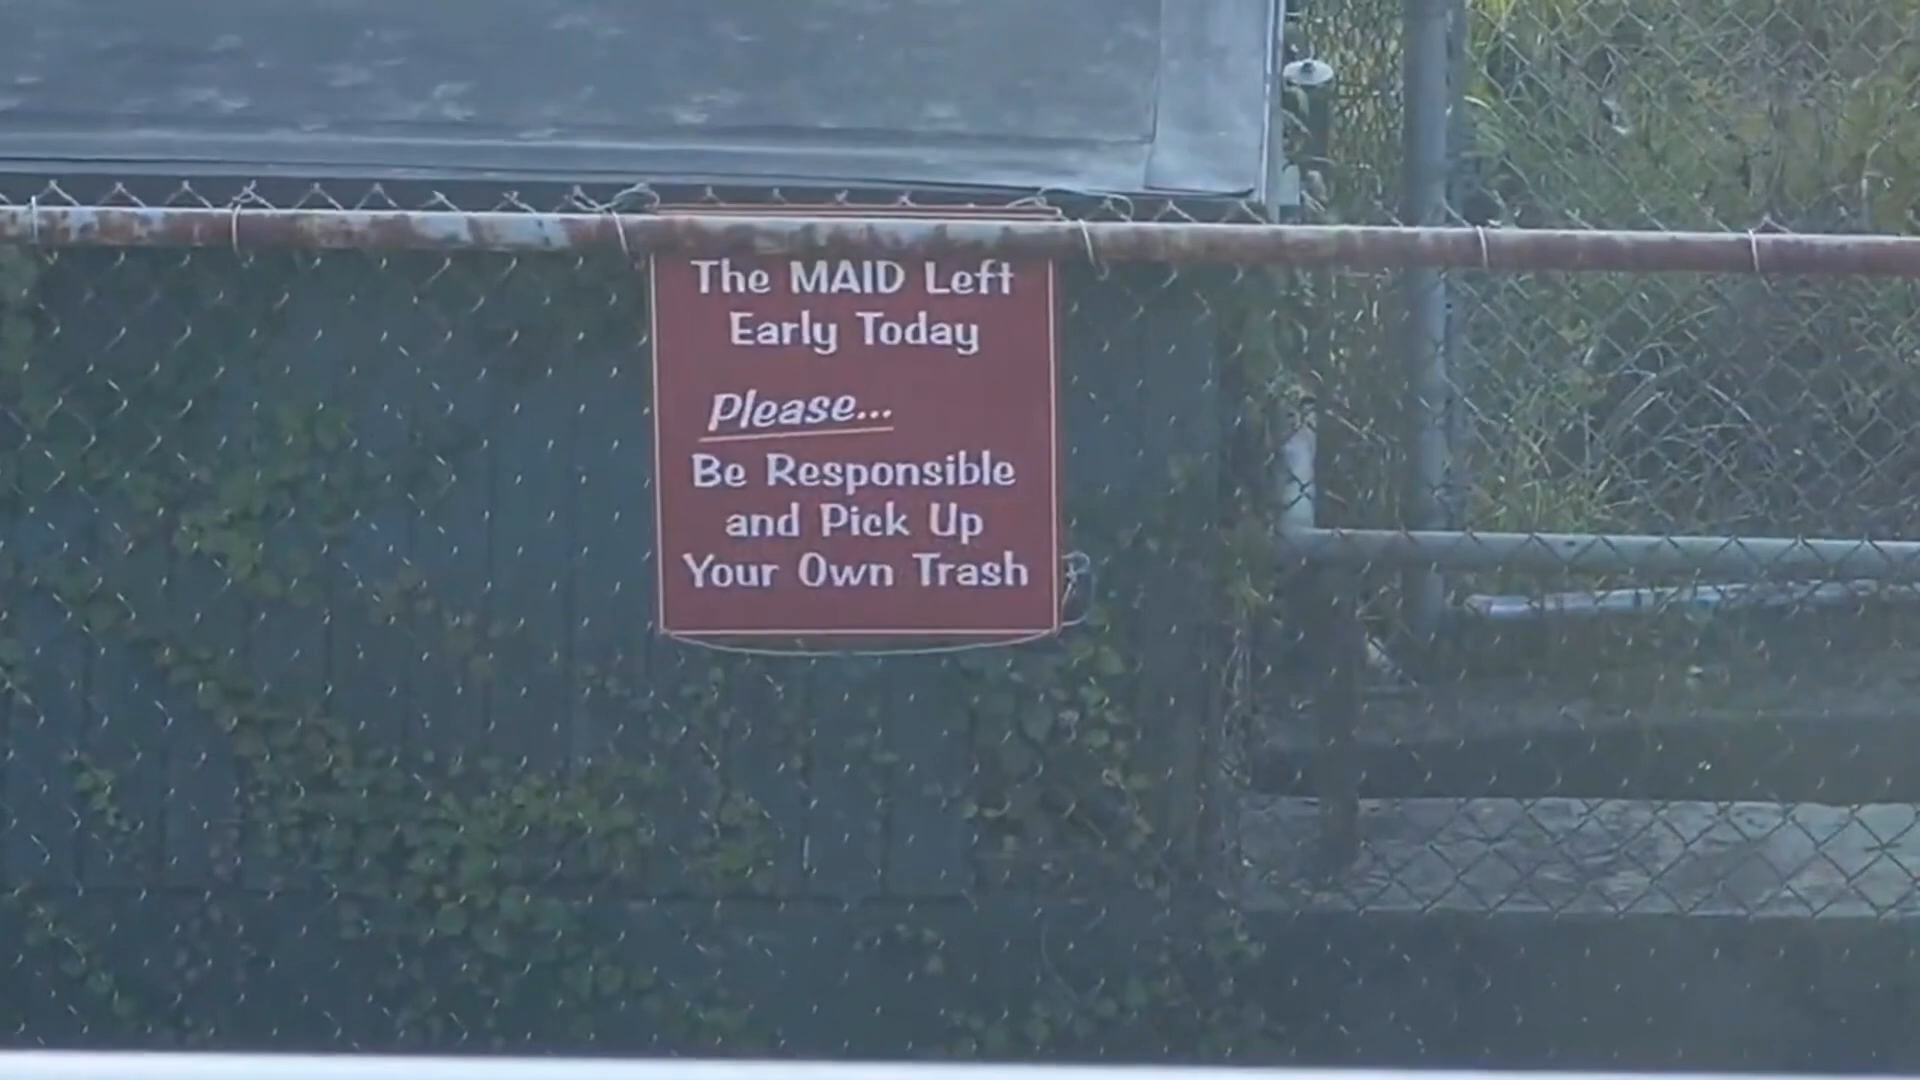 The MAID Left
Early Today
Please...
Be Responsible
and Pick Up
Your Own Trash